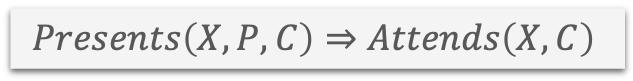 Presents(X, P, C) ⇒ Attends(X, C)